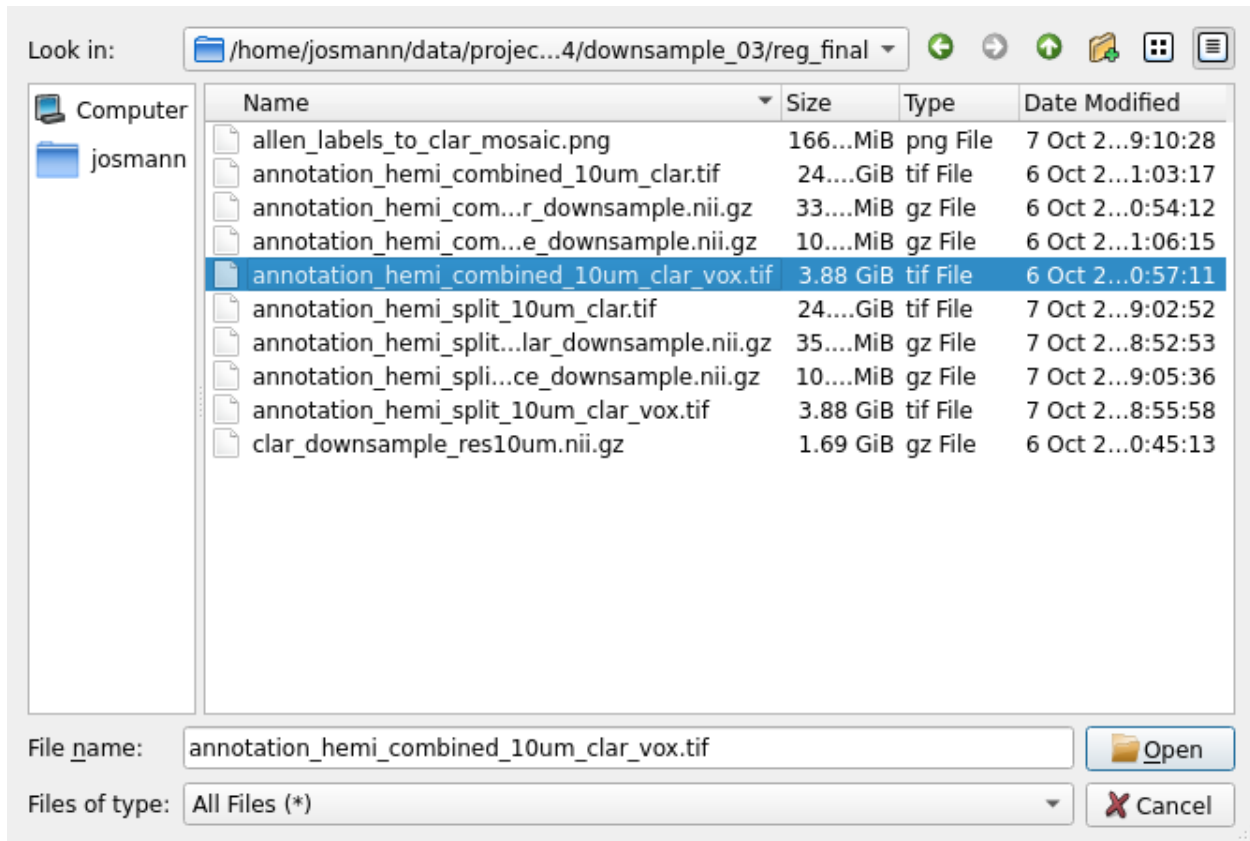 Look in: /home/josmann/data/projec...4/downsample_03/reg_final
Computer
josmann
Name Size Type Date Modified
allen_labels_to_clar_mosaic.png 166...MiB png File 7 Oct 2...9:10:28
annotation_hemi_combined_10um_clar.tif 24....GiB tif File 6 Oct 2...1:03:17
annotation_hemi_com...r_downsample.nii.gz 33....MiB gz File 6 Oct 2...0:54:12
annotation_hemi_com...e_downsample.nii.gz 10....MiB gz File 6 Oct 2...1:06:15
annotation_hemi_combined_10um_clar_vox.tif 3.88 GiB tif File 6 Oct 2...0:57:11
annotation_hemi_split_10um_clar.tif 24....GiB tif File 7 Oct 2...9:02:52
annotation_hemi_split...lar_downsample.nii.gz 35....MiB gz File 7 Oct 2...8:52:53
annotation_hemi_spli...ce_downsample.nii.gz 10....MiB gz File 7 Oct 2...9:05:36
annotation_hemi_split_10um_clar_vox.tif 3.88 GiB tif File 7 Oct 2...8:55:58
clar_downsample_res10um.nii.gz 1.69 GiB gz File 6 Oct 2...0:45:13
File name: annotation_hemi_combined_10um_clar_vox.tif Open
Files of type: All Files (*) Cancel